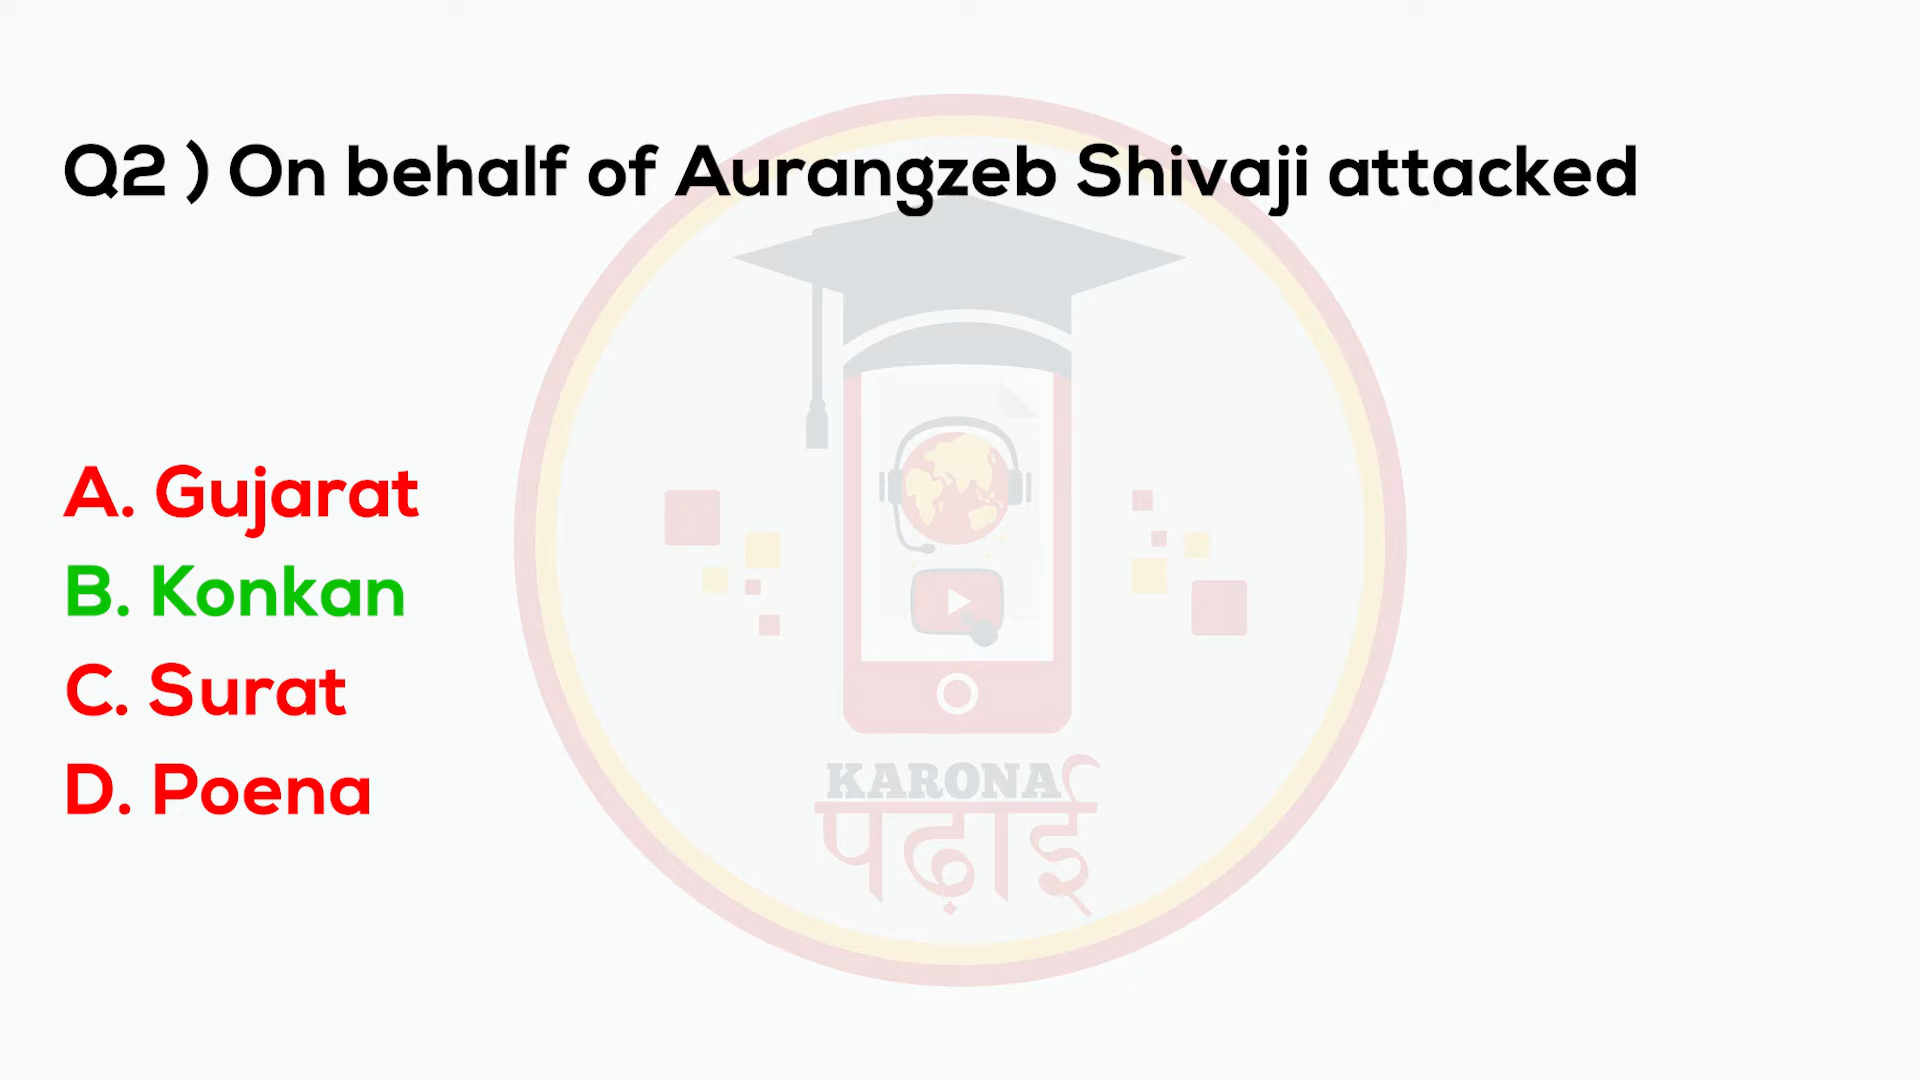 Q2 ) On behalf of Aurangzeb Shivaji attacked
A. Gujarat
B. Konkan
C. Surat
D. Poena
KARONA
पढ़ाई